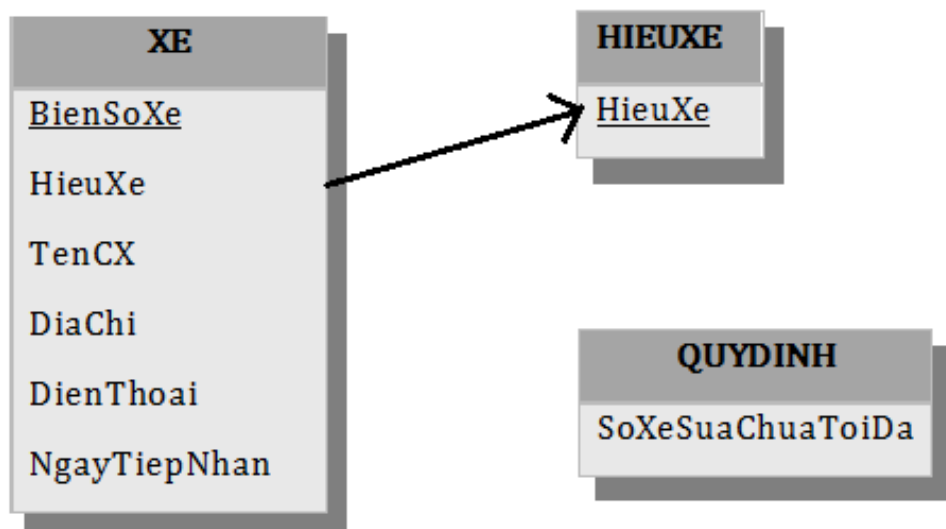 XE
BienSoXe
HieuXe
TenCX
DiaChi
DienThoai
NgayTiepNhan
HIEUXE
HieuXe
QUYDINH
SoXeSuaChuaToiDa